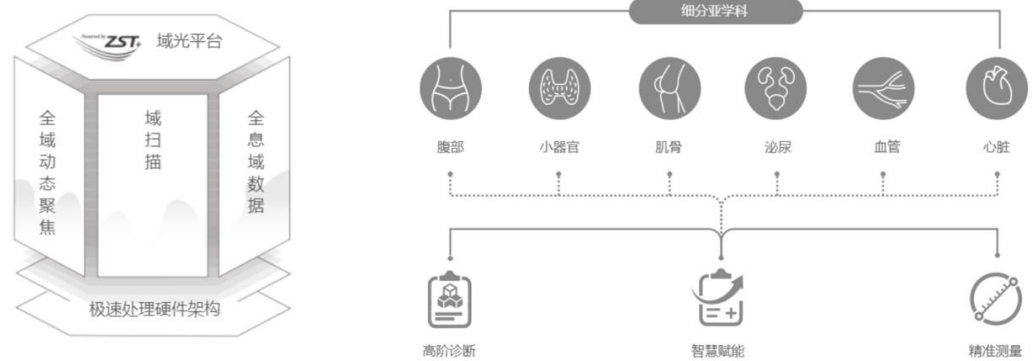 Powered by ZST+ 域光平台
全域动态聚焦
域扫描
全息域数据
极速处理硬件架构
细分亚学科
腹部
小器官
肌骨
泌尿
血管
心脏
高阶诊断
智慧赋能
精准测量